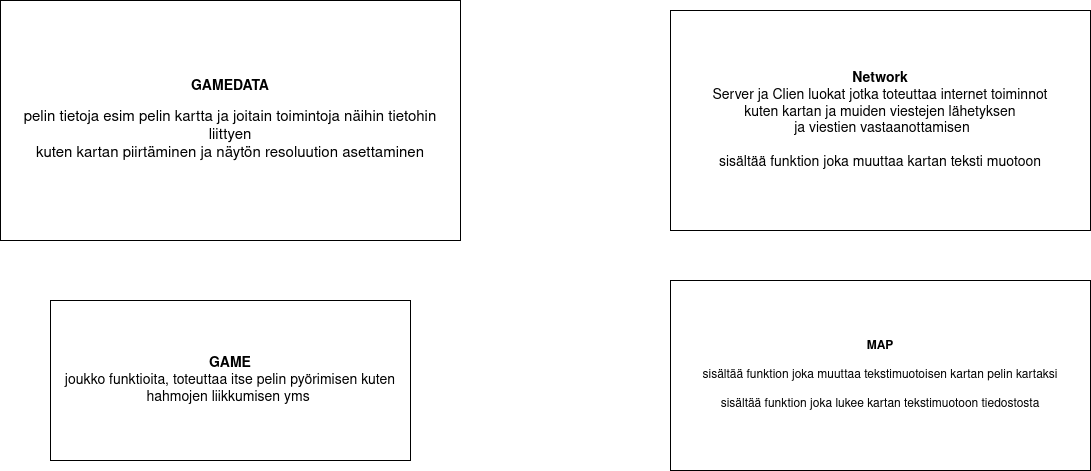 GAMEDATA
pelin tietoja esim pelin kartta ja joitain toimintoja näihin tietohin
liittyen
kuten kartan piirtäminen ja näytön resoluution asettaminen
Network
Server ja Clien luokat jotka toteuttaa internet toiminnot
kuten kartan ja muiden viestejen lähetyksen
ja viestien vastaanottamisen
sisältää funktion joka muuttaa kartan teksti muotoon
GAME
joukko funktioita, toteuttaa itse pelin pyörimisen kuten
hahmojen liikkumisen yms
MAP
sisältää funktion joka muuttaa tekstimuotoisen kartan pelin kartaksi
sisältää funktion joka lukee kartan tekstimuotoon tiedostosta